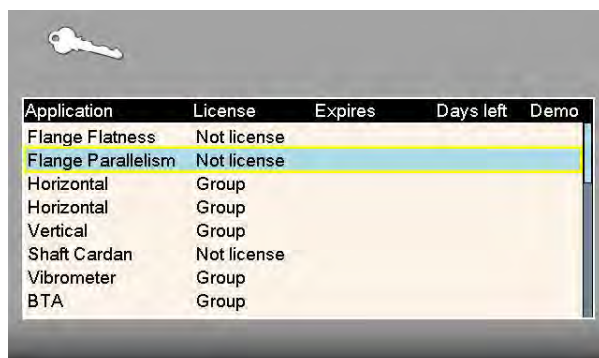 Application License Expires Days left Demo
Flange Flatness Not license
Flange Parallelism Not license
Horizontal Group
Horizontal Group
Vertical Group
Shaft Cardan Not license
Vibrometer Group
BTA Group